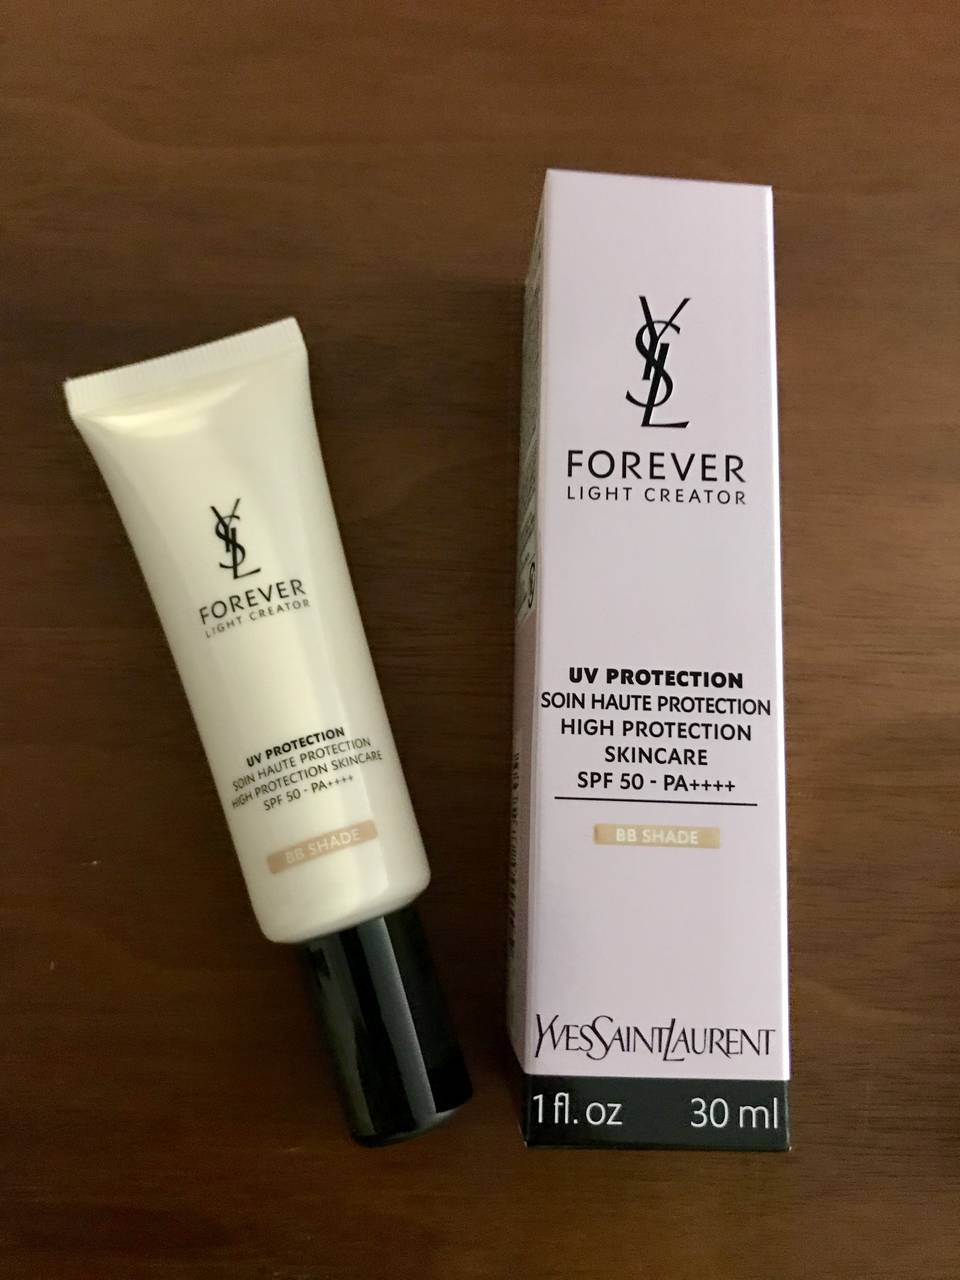 YSL
FOREVER
LIGHT CREATOR
UV PROTECTION
SOIN HAUTE PROTECTION
HIGH PROTECTION SKINCARE
SPF 50 - PA++++
BB SHADE
YSL
FOREVER
LIGHT CREATOR
UV PROTECTION
SOIN HAUTE PROTECTION
HIGH PROTECTION
SKINCARE
SPF 50 - PA++++
BB SHADE
YVESSAINTLAURENT
1 fl. oz 30 ml